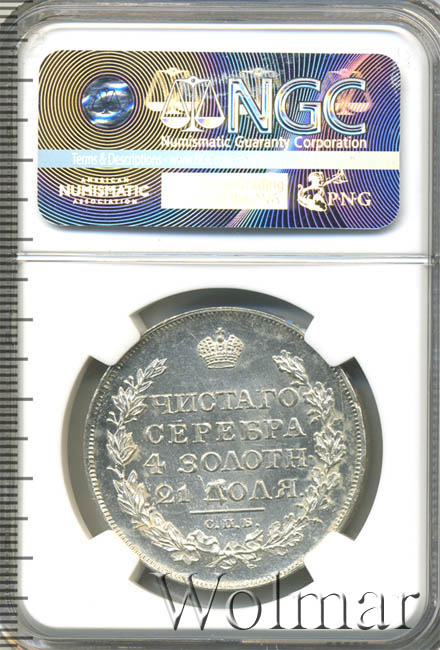 NGC
Numismatic Guaranty Corporation
Terms & Descriptions
AMERICAN
NUMISMATIC
ASSOCIATION
PNG
ЧИСТАГО
СЕРЕБРА
4 ЗОЛОТН.
21 ДОЛЯ.
С.П.Б.
Wolmar